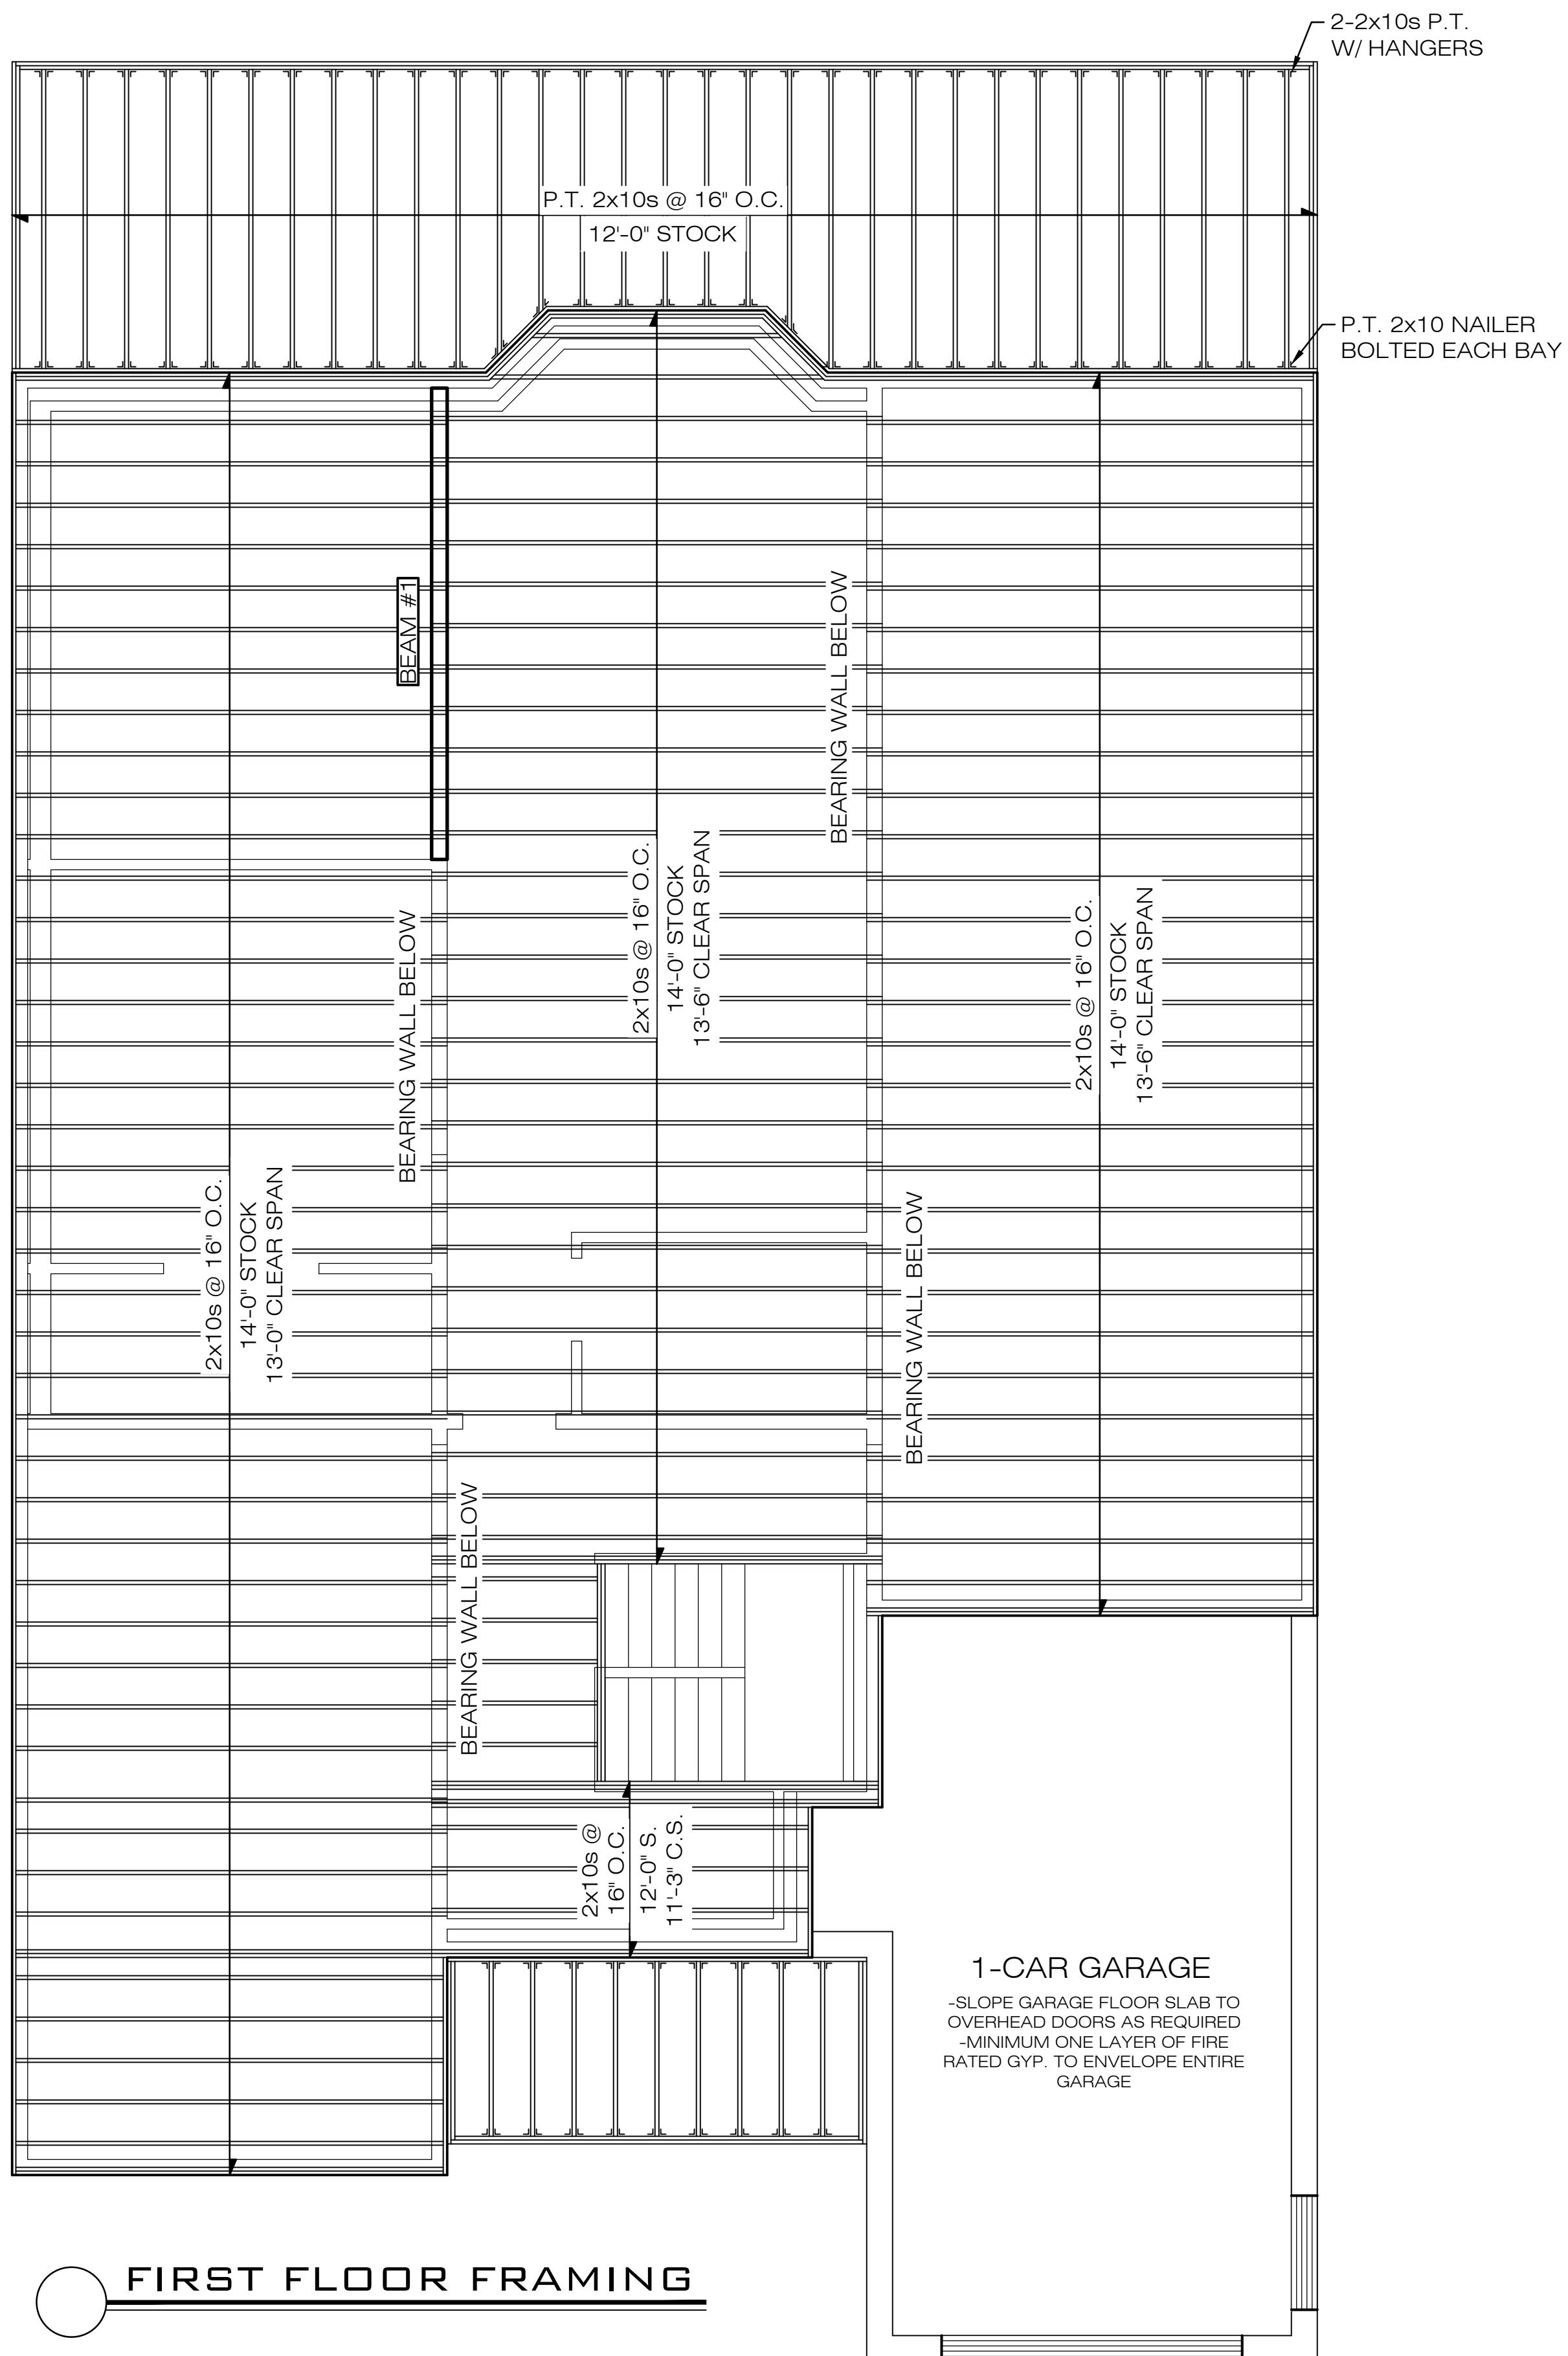 2-2x10s P.T.
W/ HANGERS
P.T. 2x10s @ 16" O.C.
12'-0" STOCK
P.T. 2x10 NAILER
BOLTED EACH BAY
BEAM #1
BEARING WALL BELOW
2x10s @ 16" O.C.
14'-0" STOCK
13'-6" CLEAR SPAN
2x10s @ 16" O.C.
14'-0" STOCK
13'-6" CLEAR SPAN
BEARING WALL BELOW
2x10s @ 16" O.C.
14'-0" STOCK
13'-0" CLEAR SPAN
BEARING WALL BELOW
BEARING WALL BELOW
2x10s @
16" O.C.
12'-0" S.
11'-3" C.S.
1-CAR GARAGE
-SLOPE GARAGE FLOOR SLAB TO
OVERHEAD DOORS AS REQUIRED
-MINIMUM ONE LAYER OF FIRE
RATED GYP. TO ENVELOPE ENTIRE
GARAGE
FIRST FLOOR FRAMING